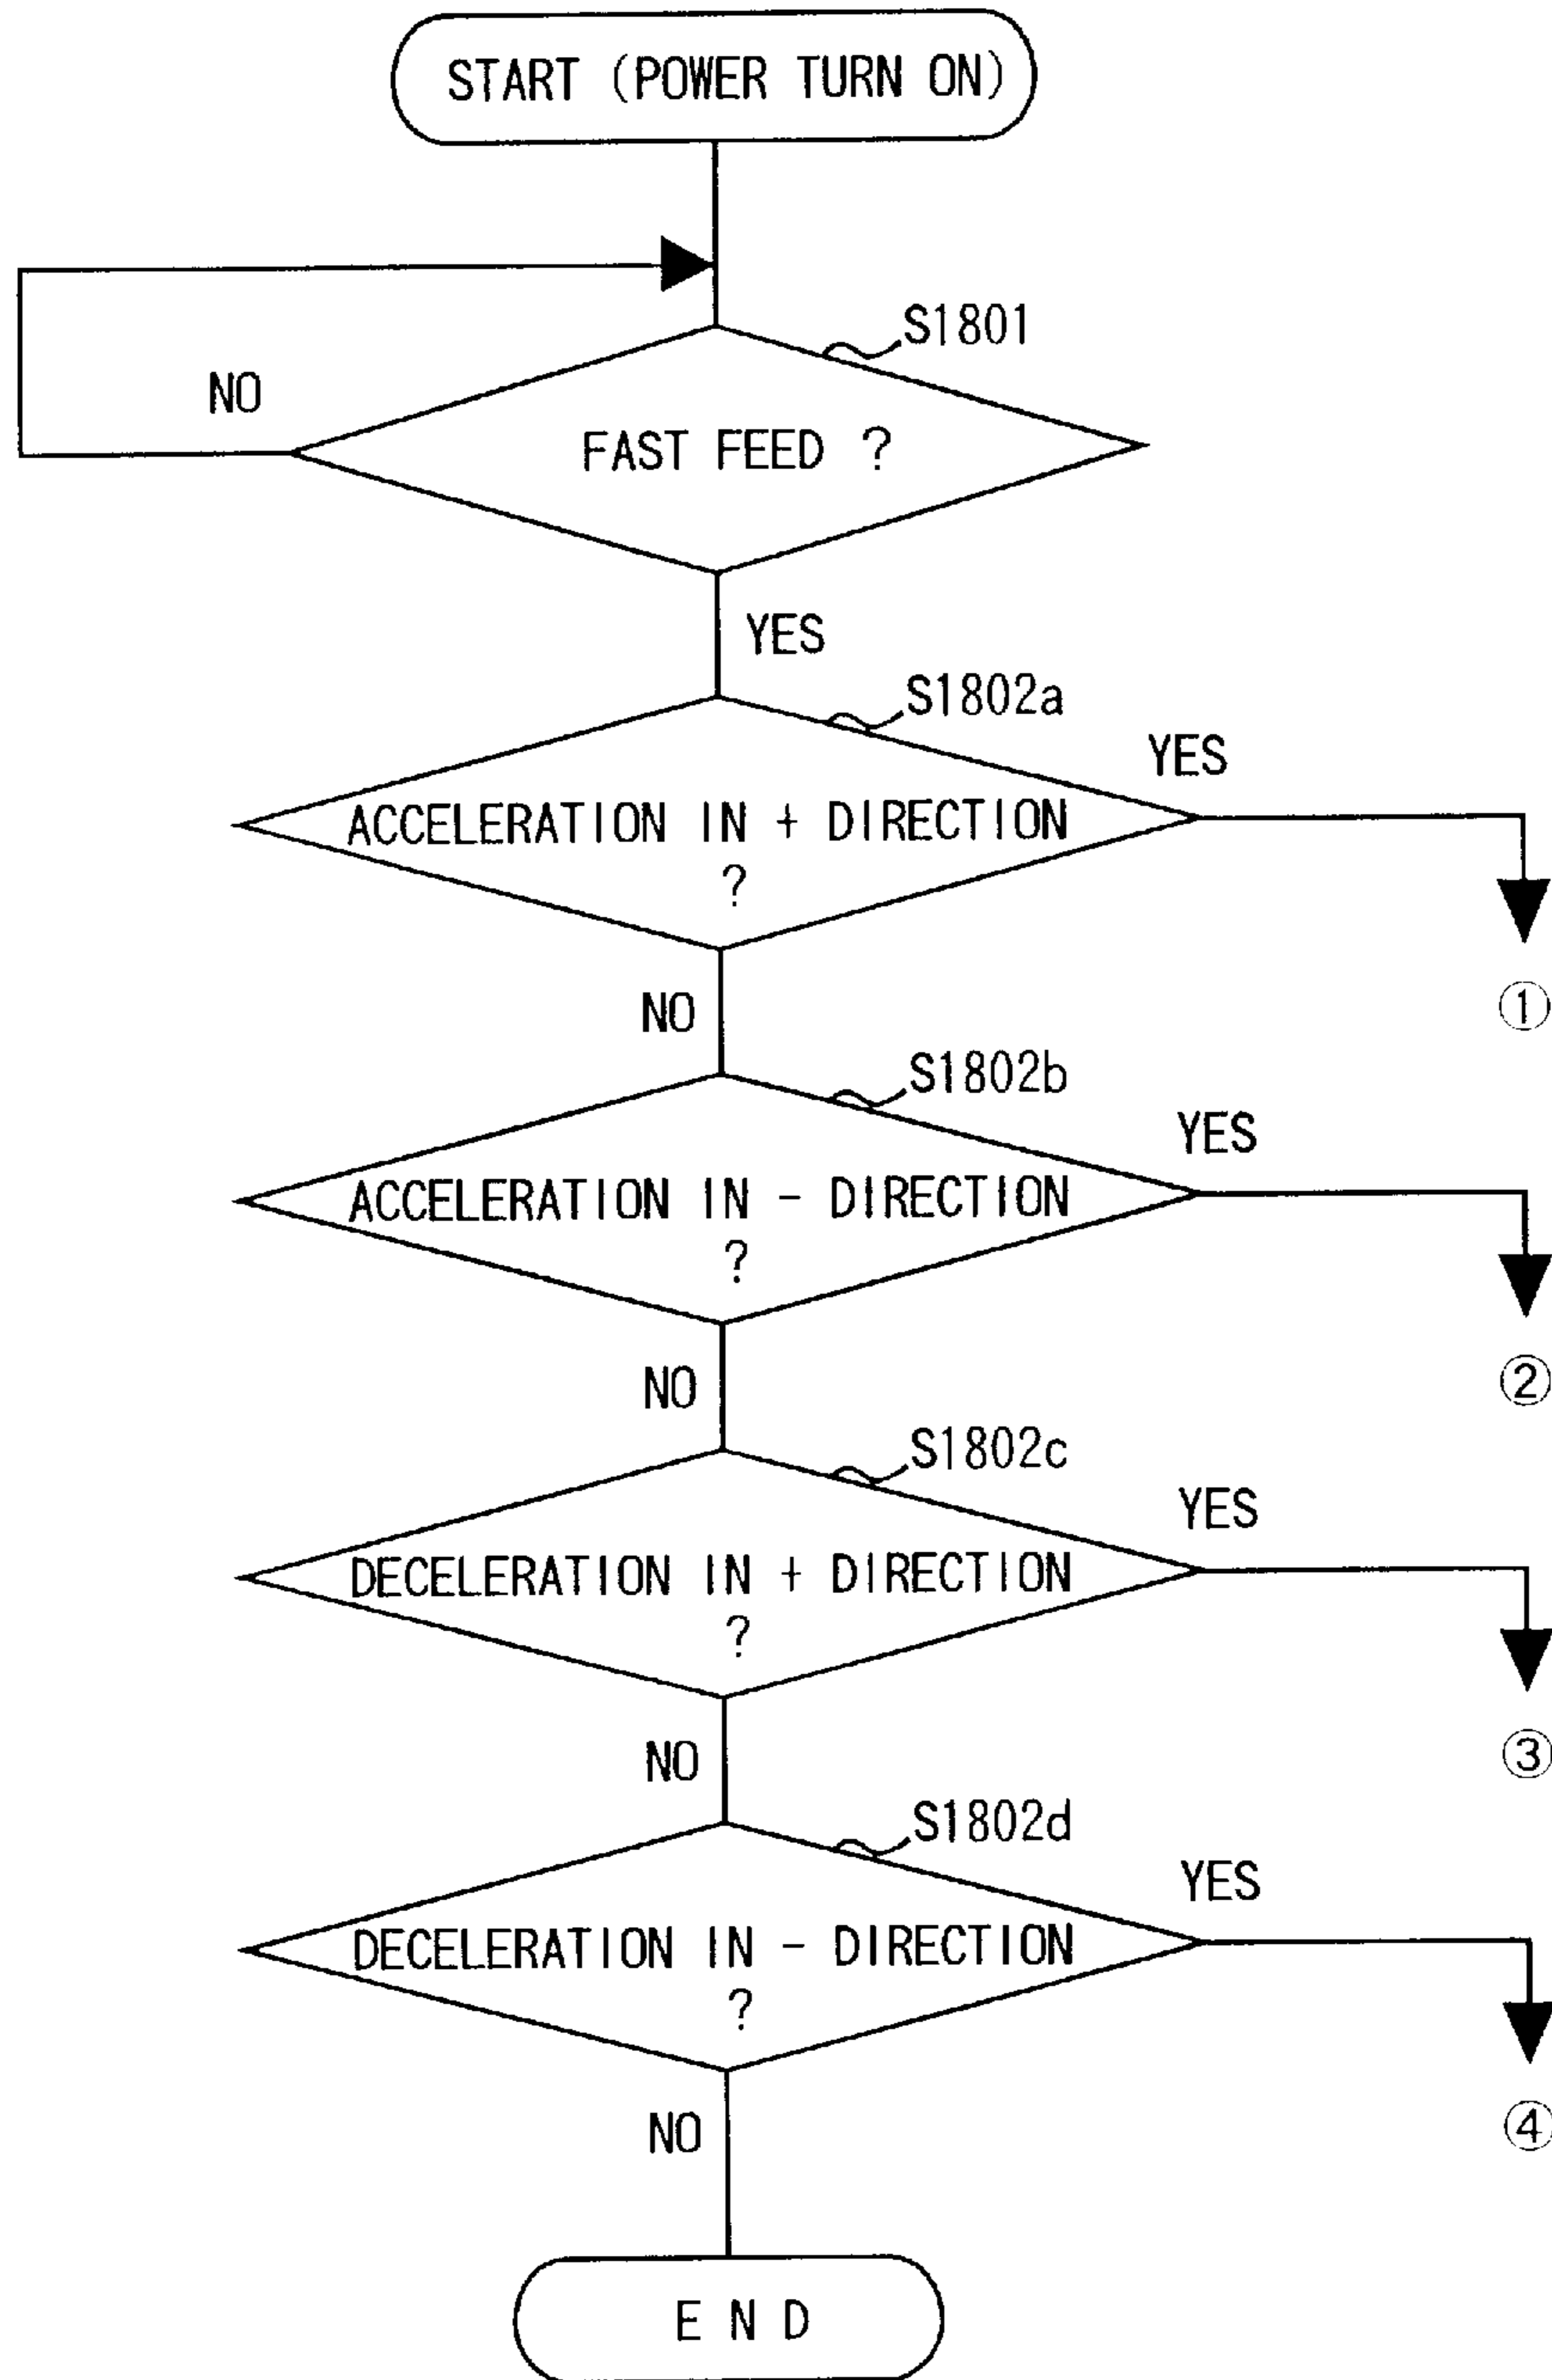 START (POWER TURN ON)
S1801
NO
FAST FEED ?
YES
S1802a
YES
ACCELERATION IN + DIRECTION
?
①
NO
S1802b
YES
ACCELERATION IN - DIRECTION
?
②
NO
S1802c
YES
DECELERATION IN + DIRECTION
?
③
NO
S1802d
YES
DECELERATION IN - DIRECTION
?
④
NO
END